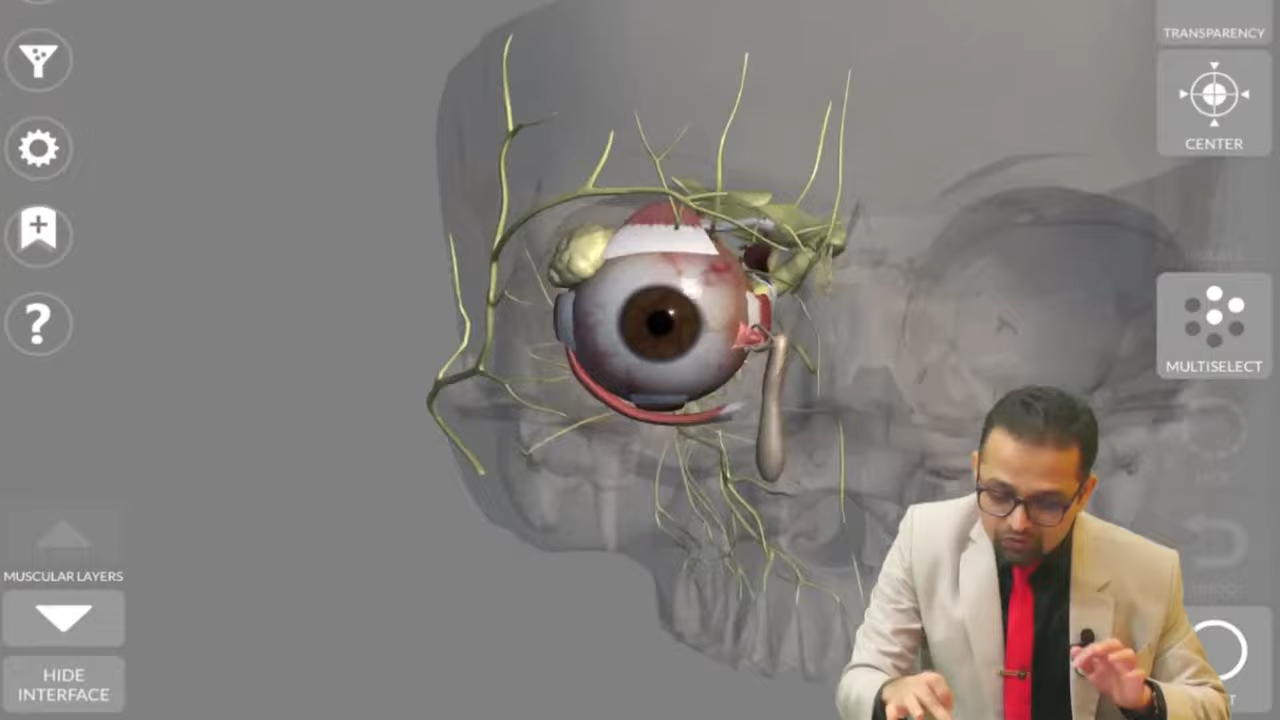 TRANSPARENCY
CENTER
MULTISELECT
MUSCULAR LAYERS
HIDE
INTERFACE